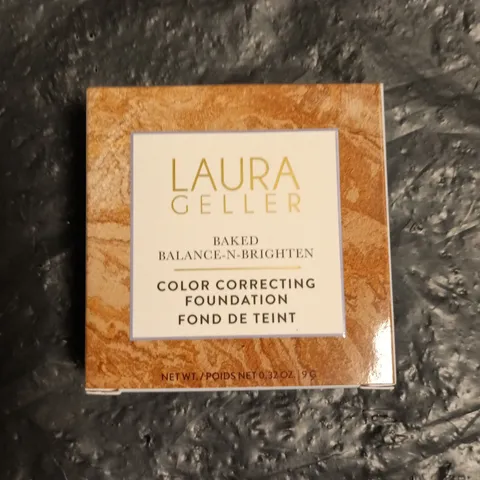 LAURA
GELLER
BAKED
BALANCE-N-BRIGHTEN
COLOR CORRECTING
FOUNDATION
FOND DE TEINT
NET WT. / POIDS NET 0.32 OZ. | 9 G